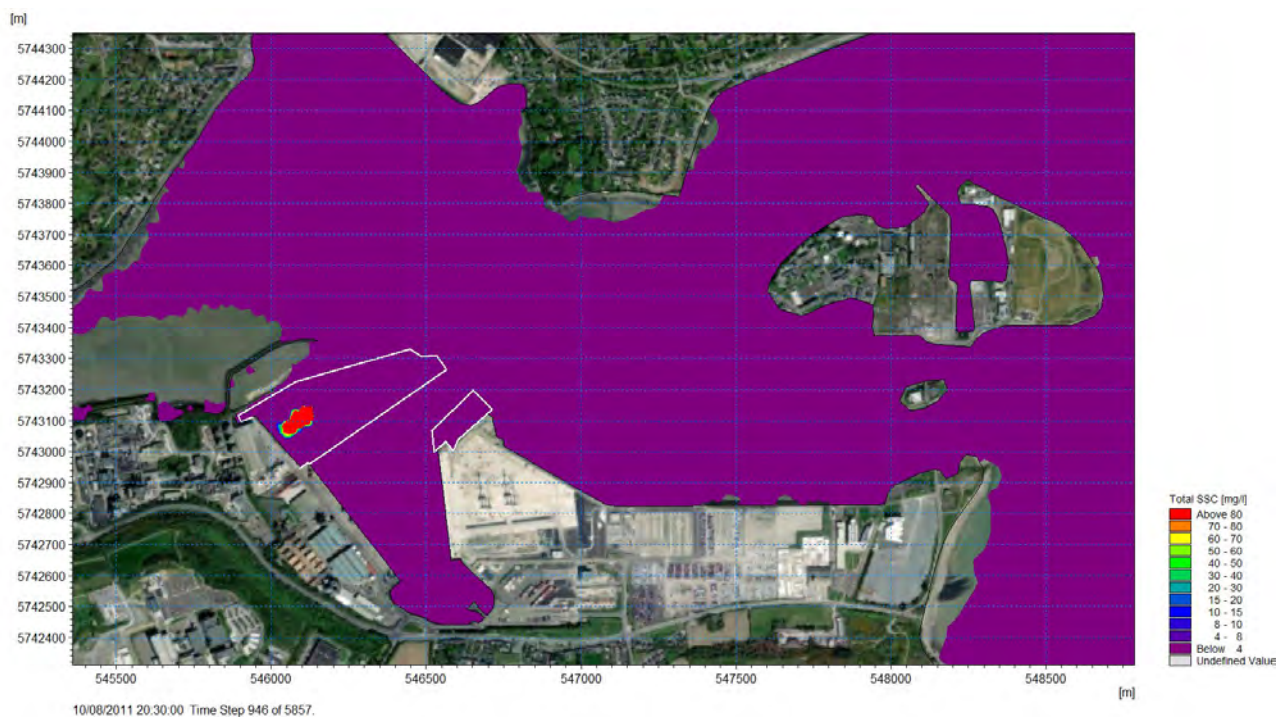 [m]
5744300
5744200
5744100
5744000
5743900
5743800
5743700
5743600
5743500
5743400
5743300
5743200
5743100
5743000
5742900
5742800
5742700
5742600
5742500
5742400
545500 546000 546500 547000 547500 548000 548500
[m]
10/08/2011 20:30:00 Time Step 946 of 5857.
Total SSC [mg/l]
Above 80
70 - 80
60 - 70
50 - 60
40 - 50
30 - 40
20 - 30
15 - 20
10 - 15
8 - 10
4 - 8
Below 4
Undefined Value